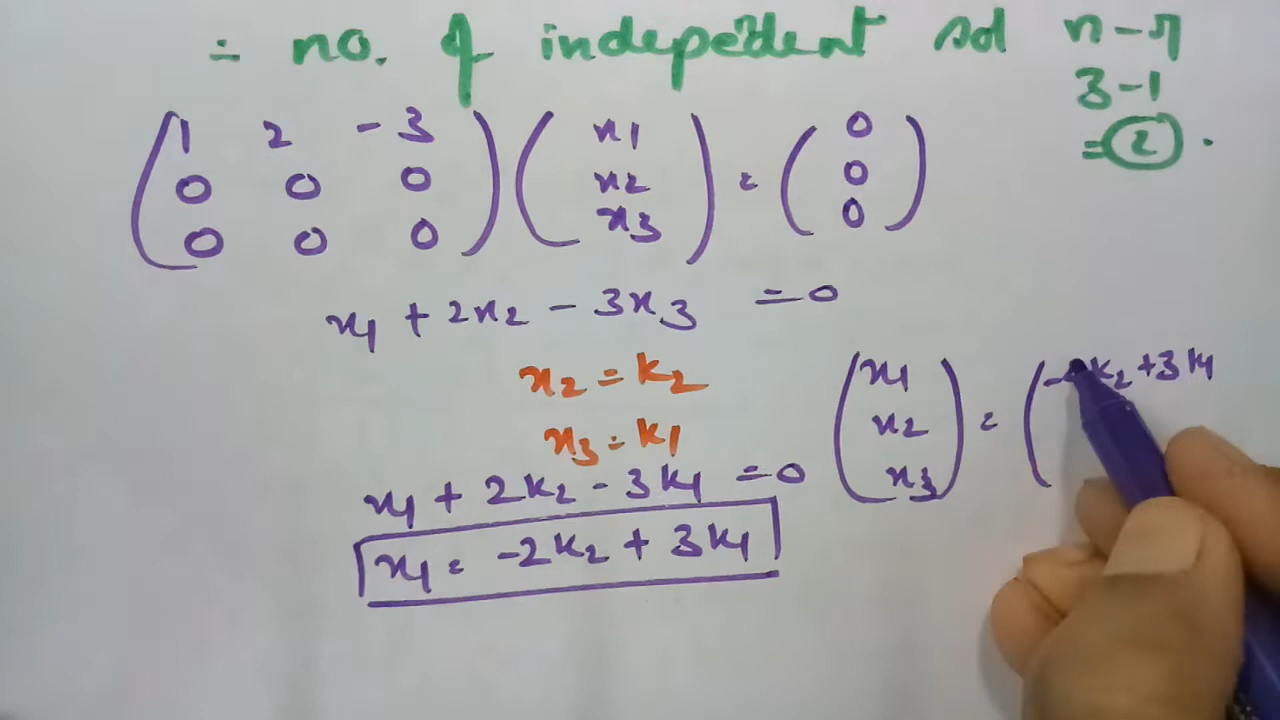 ∴ no. of indepedent sol n-r
3-1
= 2.
( 1 2 -3 ) ( x1 ) = ( 0 )
( 0 0 0 ) ( x2 ) ( 0 )
( 0 0 0 ) ( x3 ) ( 0 )
x1 + 2x2 - 3x3 = 0
x2 = k2
x3 = k1
x1 + 2k2 - 3k1 = 0
x1 = -2k2 + 3k1
( x1 ) = ( k2 + 3k1
( x2 )
( x3 )